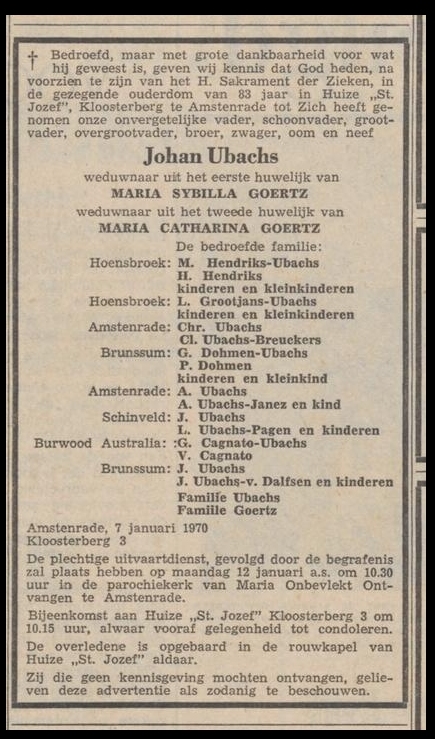 † Bedroefd, maar met grote dankbaarheid voor wat
hij geweest is, geven wij kennis dat God heden, na
voorzien te zijn van het H. Sakrament der Zieken, in
de gezegende ouderdom van 83 jaar in Huize „St.
Jozef”, Kloosterberg te Amstenrade tot Zich heeft ge-
nomen onze onvergetelijke vader, schoonvader, groot-
vader, overgrootvader, broer, zwager, oom en neef
Johan Ubachs
weduwnaar uit het eerste huwelijk van
MARIA SYBILLA GOERTZ
weduwnaar uit het tweede huwelijk van
MARIA CATHARINA GOERTZ
De bedroefde familie:
Hoensbroek: M. Hendriks-Ubachs
H. Hendriks
kinderen en kleinkinderen
Hoensbroek: L. Grootjans-Ubachs
kinderen en kleinkinderen
Amstenrade: Chr. Ubachs
Cl. Ubachs-Breuckers
Brunssum: G. Dohmen-Ubachs
P. Dohmen
kinderen en kleinkind
Amstenrade: A. Ubachs
A. Ubachs-Janez en kind
Schinveld: J. Ubachs
L. Ubachs-Pagen en kinderen
Burwood Australia: :G. Cagnato-Ubachs
V. Cagnato
Brunssum: J. Ubachs
J. Ubachs-v. Dalfsen en kinderen
Familie Ubachs
Familie Goertz
Amstenrade, 7 januari 1970
Kloosterberg 3
De plechtige uitvaartdienst, gevolgd door de begrafenis
zal plaats hebben op maandag 12 januari a.s. om 10.30
uur in de parochiekerk van Maria Onbevlekt Ont-
vangen te Amstenrade.
Bijeenkomst aan Huize „St. Jozef” Kloosterberg 3 om
10.15 uur, alwaar vooraf gelegenheid tot condoleren.
De overledene is opgebaard in de rouwkapel van
Huize „St. Jozef” aldaar.
Zij die geen kennisgeving mochten ontvangen, gelie-
ven deze advertentie als zodanig te beschouwen.